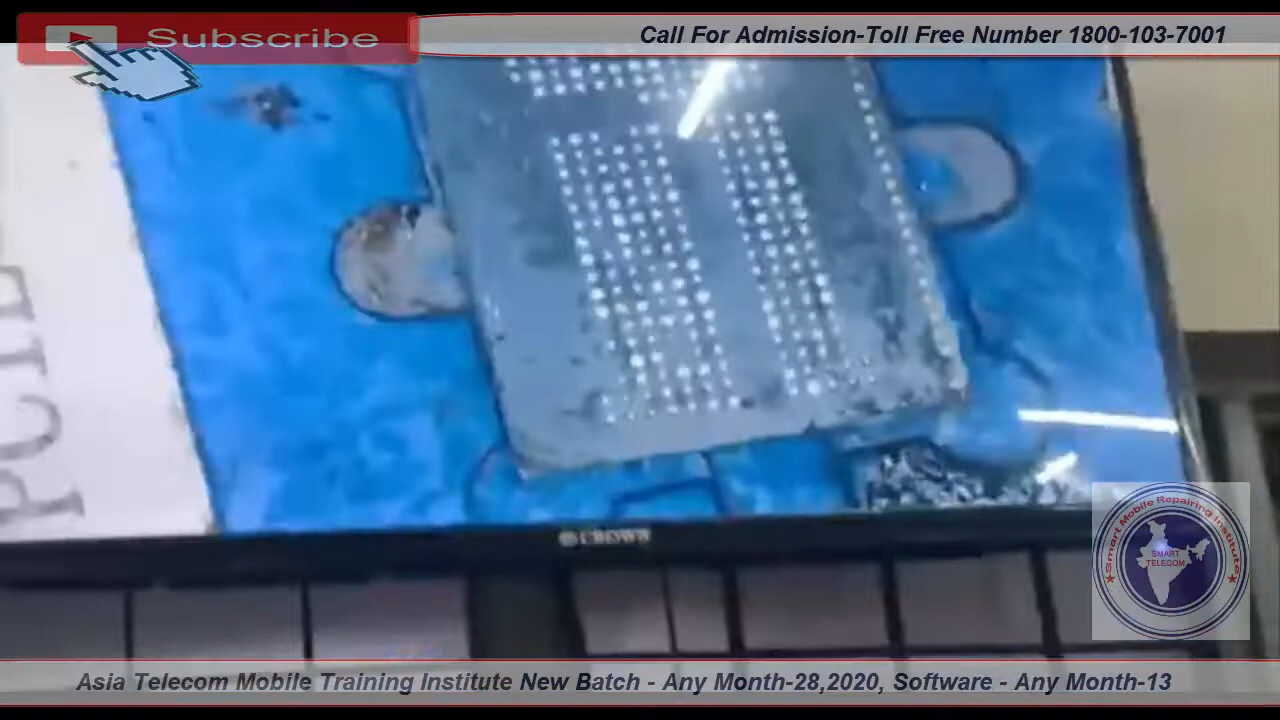 Subscribe
Call For Admission-Toll Free Number 1800-103-7001
PCIE
CROWN
Smart Mobile Repairing Institute
SMART
TELECOM
Asia Telecom Mobile Training Institute New Batch - Any Month-28,2020, Software - Any Month-13